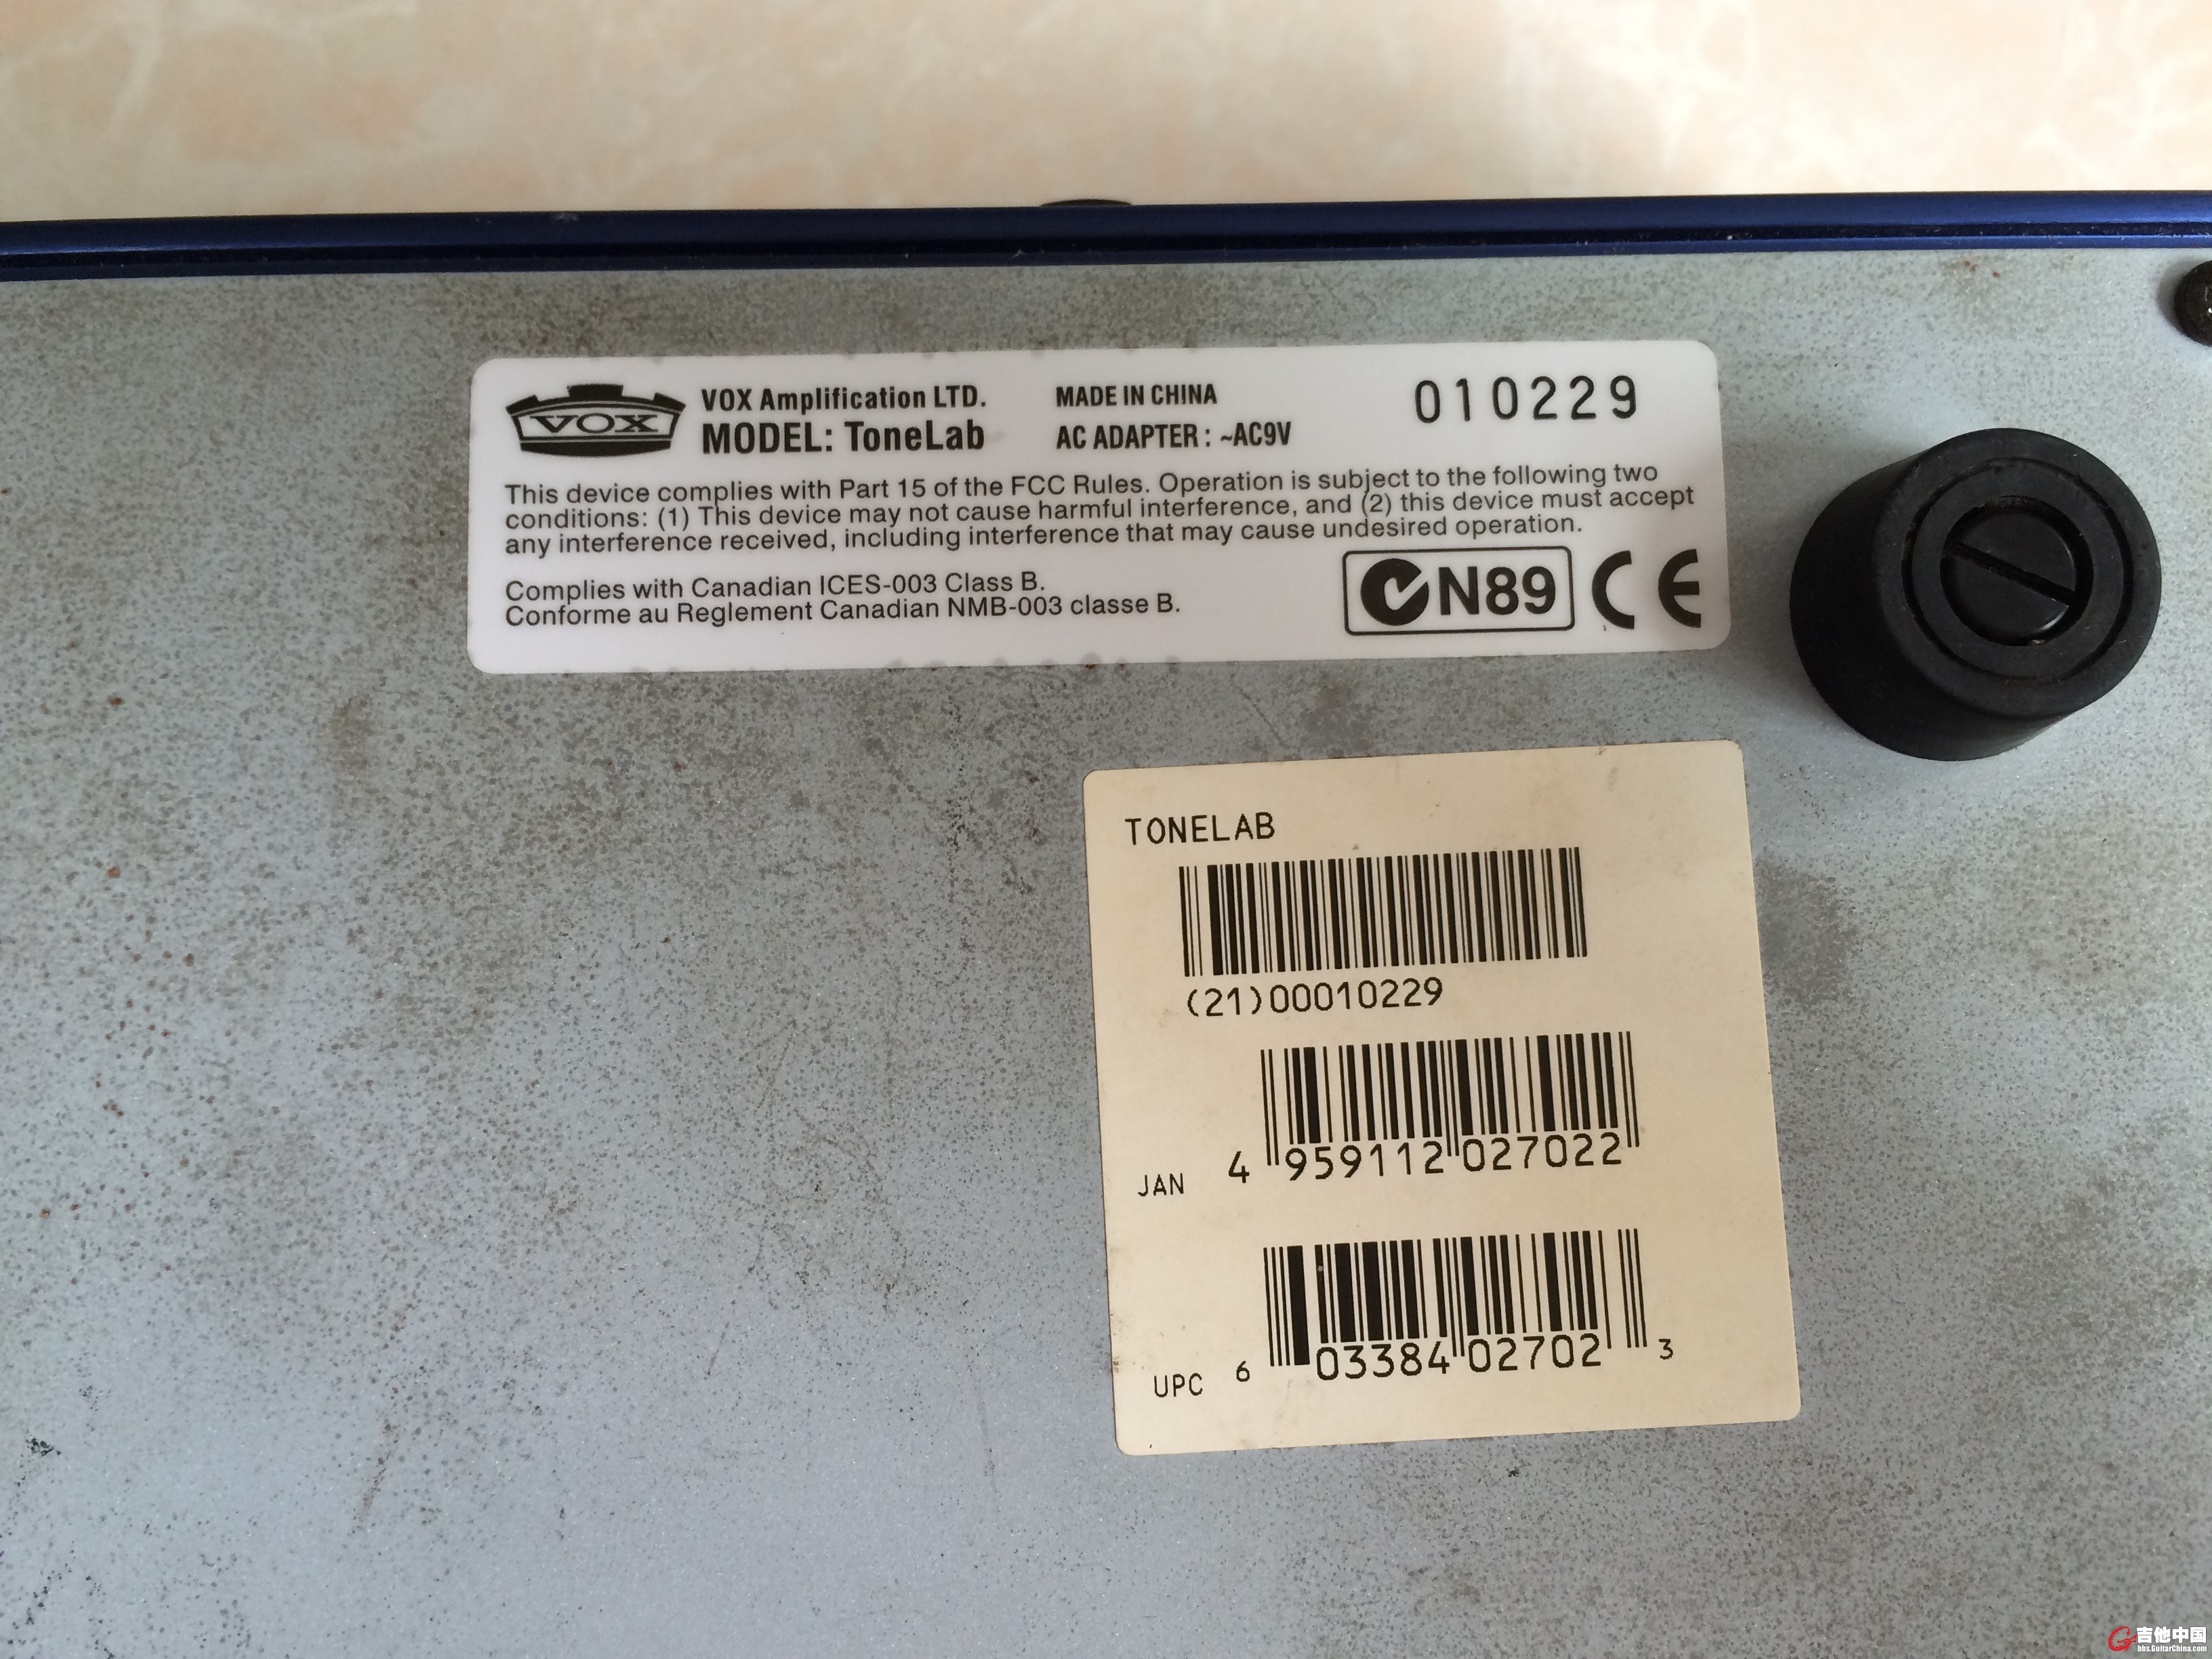 VOX
VOX Amplification LTD.
MODEL: ToneLab
MADE IN CHINA
AC ADAPTER : ~AC9V
010229
This device complies with Part 15 of the FCC Rules. Operation is subject to the following two
conditions: (1) This device may not cause harmful interference, and (2) this device must accept
any interference received, including interference that may cause undesired operation.
Complies with Canadian ICES-003 Class B.
Conforme au Reglement Canadian NMB-003 classe B.
N89 CE
TONELAB
(21)00010229
JAN 4 959112 027022
UPC 6 03384 02702 3
吉他中国
bbs.GuitarChina.com